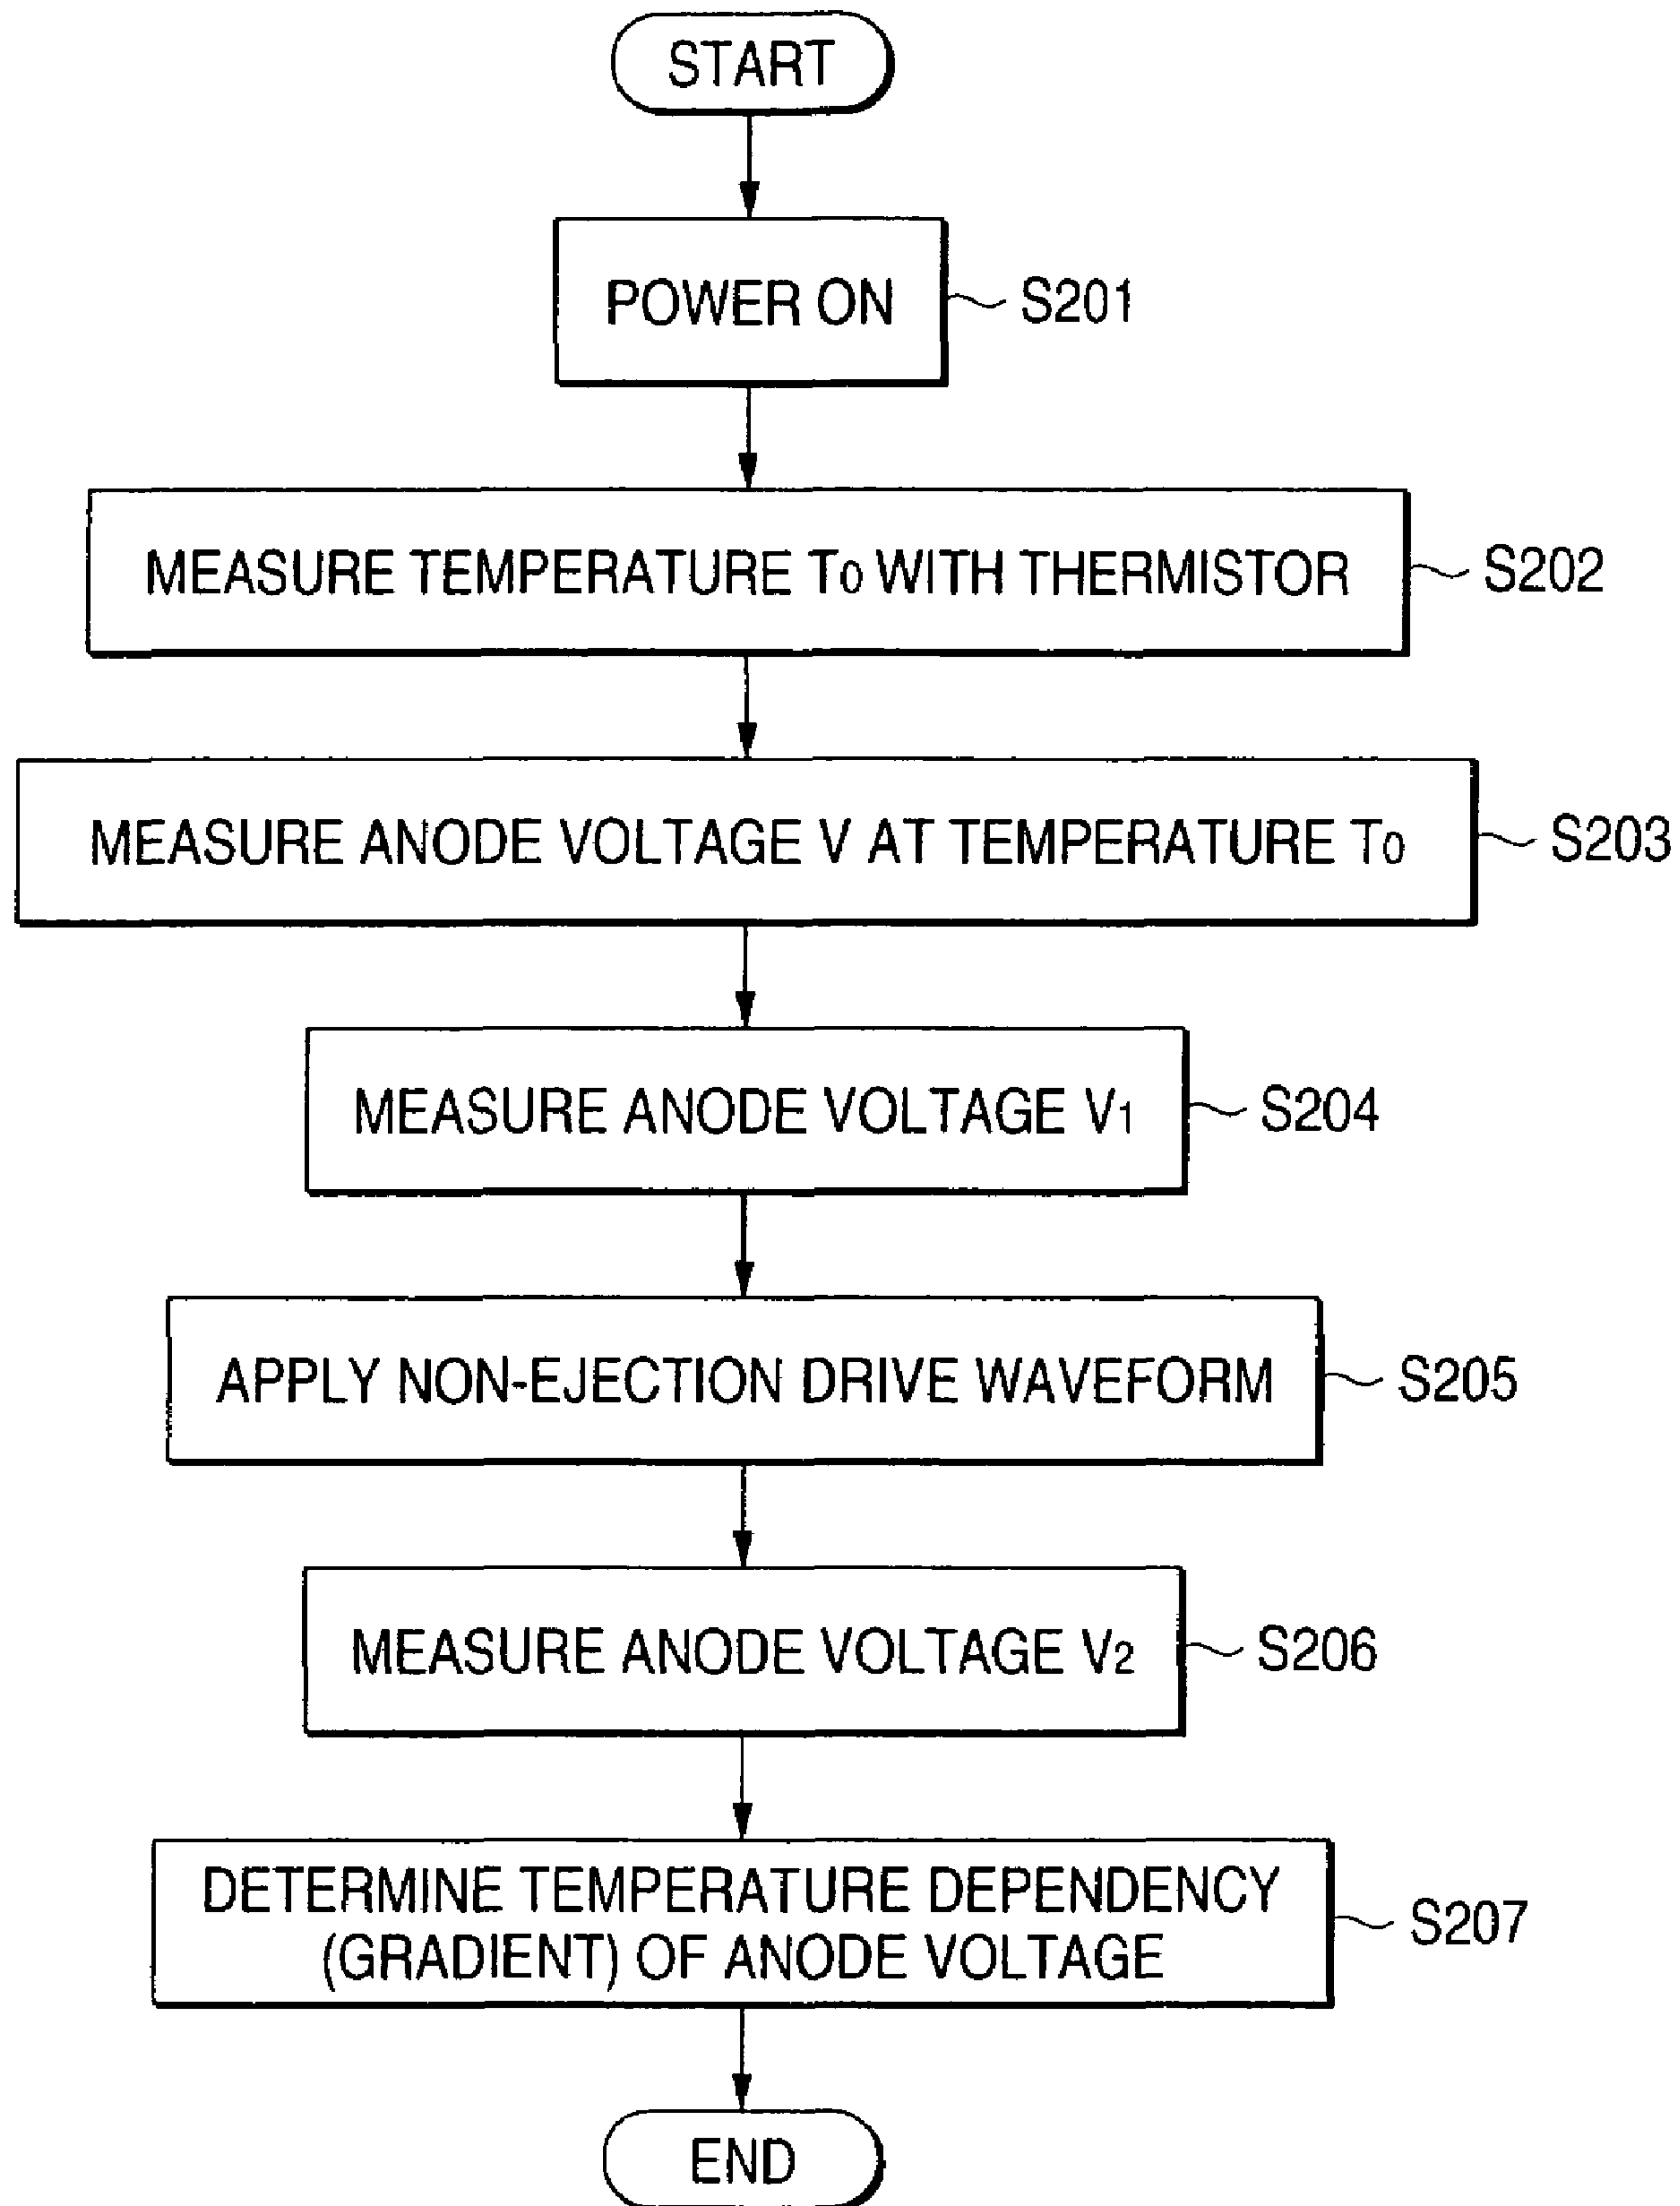 START
POWER ON
S201
MEASURE TEMPERATURE T0 WITH THERMISTOR
S202
MEASURE ANODE VOLTAGE V AT TEMPERATURE T0
S203
MEASURE ANODE VOLTAGE V1
S204
APPLY NON-EJECTION DRIVE WAVEFORM
S205
MEASURE ANODE VOLTAGE V2
S206
DETERMINE TEMPERATURE DEPENDENCY
(GRADIENT) OF ANODE VOLTAGE
S207
END